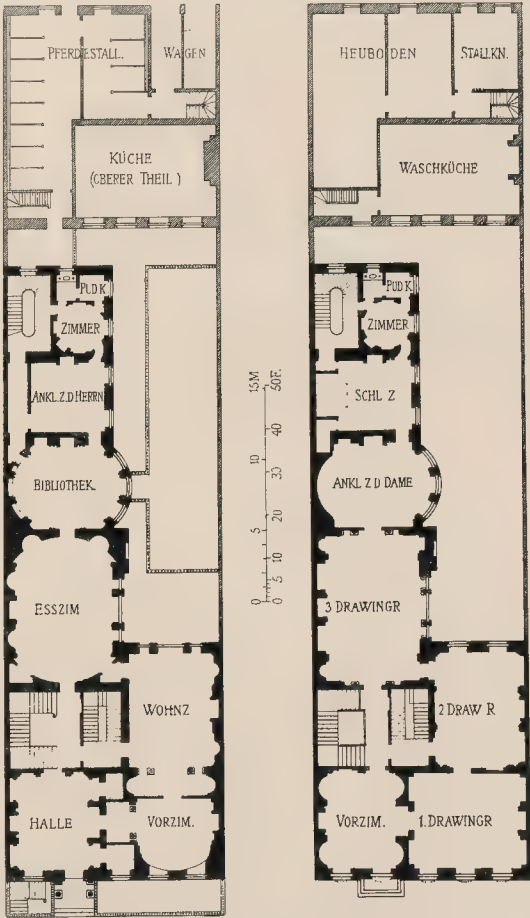 PFERDESTALL.
WAGEN
KÜCHE
(OBERER THEIL)
PUD K
ZIMMER
ANKL.Z.D HERRN
BIBLIOTHEK
ESSZIM
WOHNZ
HALLE
VORZIM.
15M 50F.
40
10 30
20
5
10
5
0 0
HEUBODEN
STALLKN.
WASCHKÜCHE
PUD K
ZIMMER
SCHL Z
ANKL Z D DAME
3 DRAWINGR
2 DRAW R
VORZIM.
1. DRAWINGR